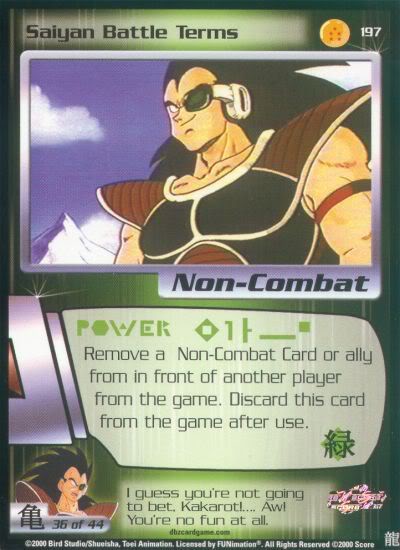 Saiyan Battle Terms
197
Non-Combat
POWER
Remove a Non-Combat Card or ally
from in front of another player
from the game. Discard this card
from the game after use.
緑
亀
36 of 44
I guess you're not going
to bet, Kakarot!.... Aw!
You're no fun at all.
dbzcardgame.com
©2000 Bird Studio/Shueisha, Toei Animation. Licensed by FUNimation®. All Rights Reserved ©2000 Score
龍